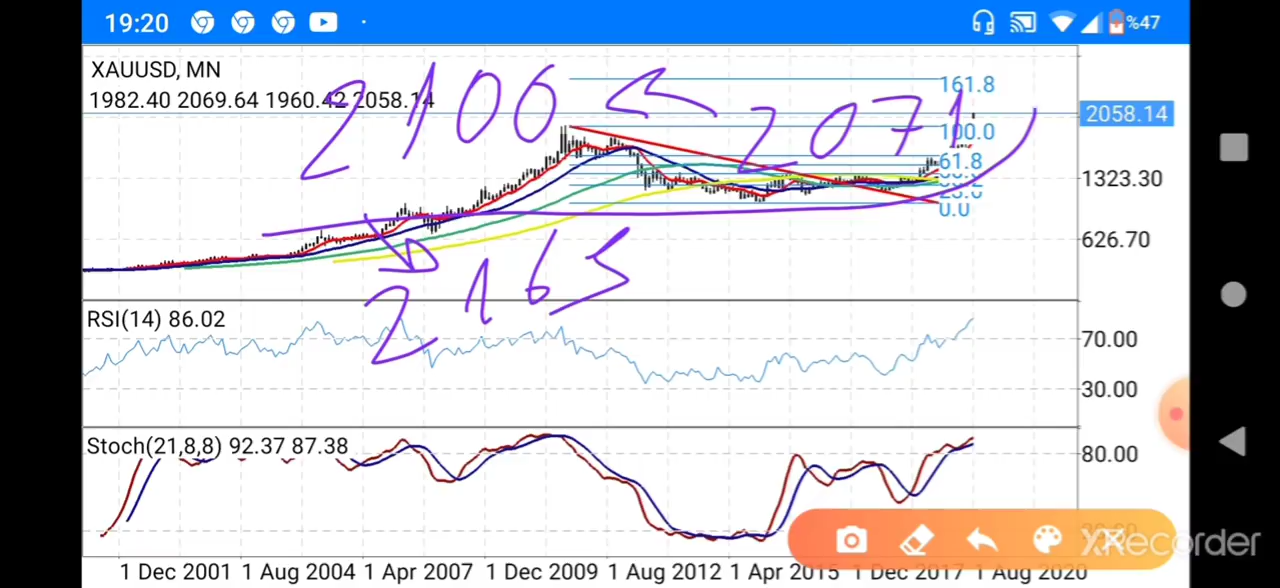 19:20 %47
XAUUSD, MN
1982.40 2069.64 1960.42 2058.14
2106 2071
161.8
2058.14
100.0
61.8
1323.30
23.6
0.0
626.70
2165
RSI(14) 86.02
70.00
30.00
Stoch(21,8,8) 92.37 87.38
80.00
XRecorder
1 Dec 2001 1 Aug 2004 1 Apr 2007 1 Dec 2009 1 Aug 2012 1 Apr 2015 1 Dec 2017 1 Aug 2020